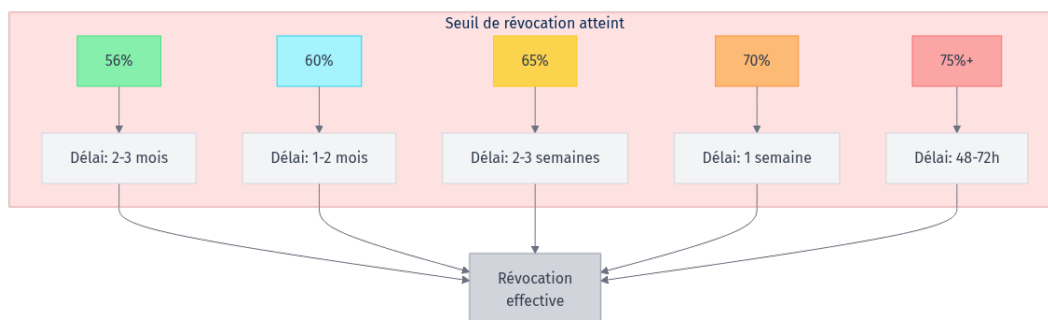 Seuil de révocation atteint
56%
60%
65%
70%
75%+
Délai: 2-3 mois
Délai: 1-2 mois
Délai: 2-3 semaines
Délai: 1 semaine
Délai: 48-72h
Révocation
effective